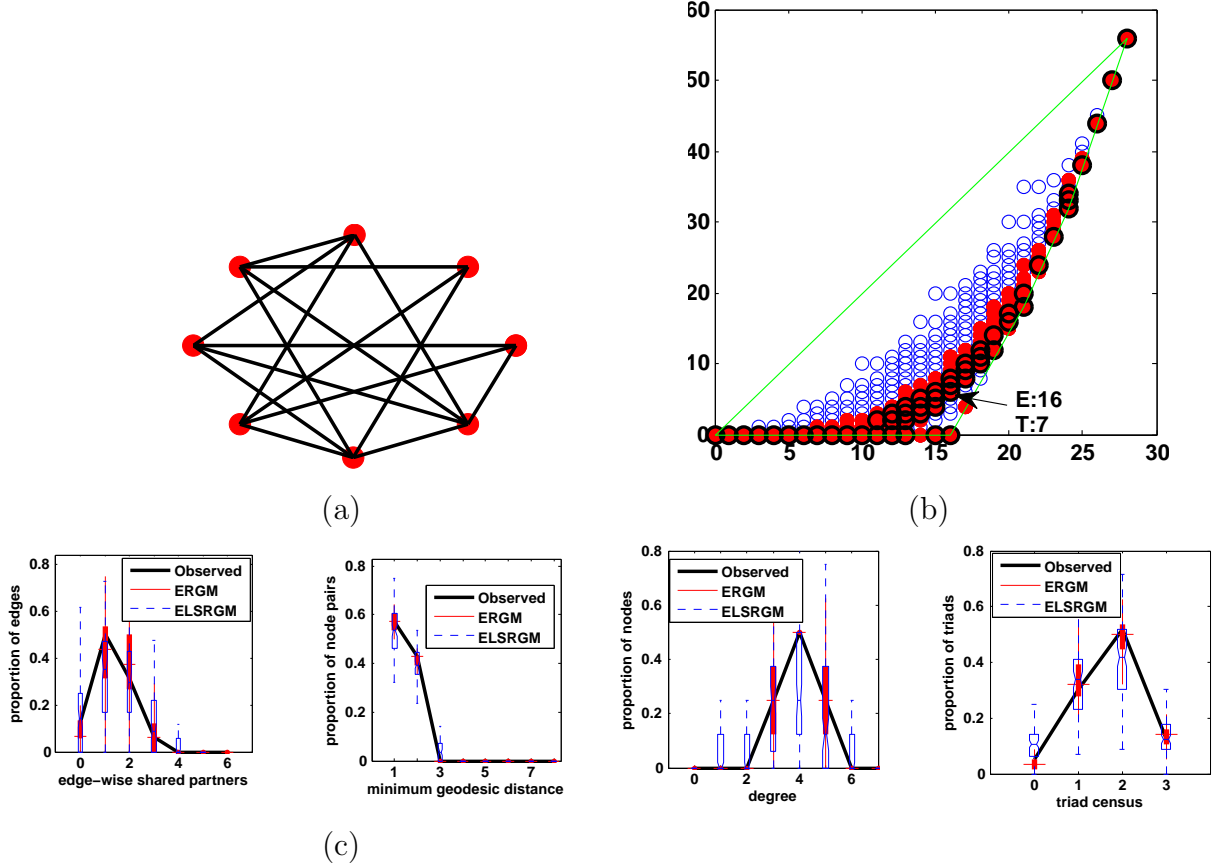 60
50
40
30
20
10
0
E:16
T:7
0 5 10 15 20 25 30
(a)
(b)
proportion of edges
0.8
0.6
0.4
0.2
0
Observed
ERGM
ELSRGM
0 2 4 6
edge-wise shared partners
proportion of node pairs
0.8
0.6
0.4
0.2
0
Observed
ERGM
ELSRGM
1 3 5 7
minimum geodesic distance
proportion of nodes
0.8
0.6
0.4
0.2
0
Observed
ERGM
ELSRGM
0 2 4 6
degree
proportion of triads
0.8
0.6
0.4
0.2
0
Observed
ERGM
ELSRGM
0 1 2 3
triad census
(c)